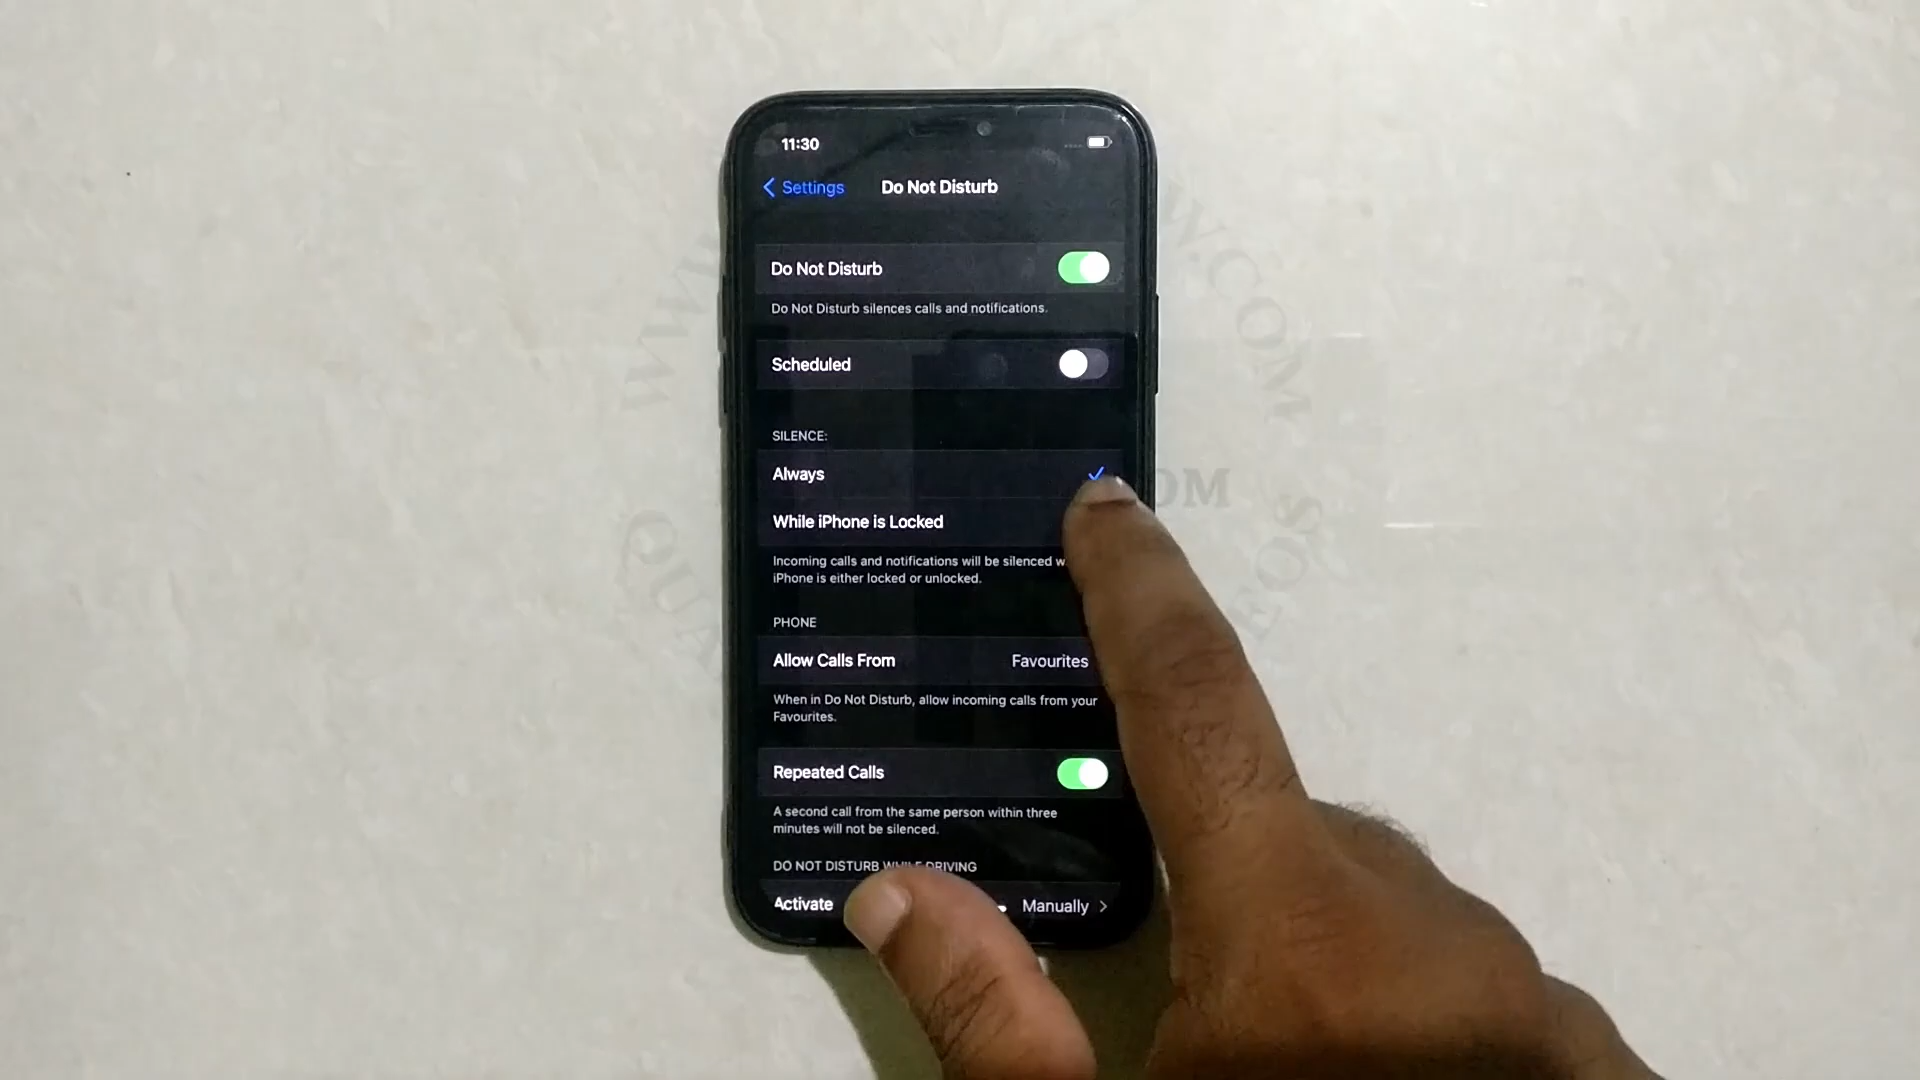 11:30
Settings
Do Not Disturb
Do Not Disturb
Do Not Disturb silences calls and notifications.
Scheduled
SILENCE:
Always
While iPhone is Locked
Incoming calls and notifications will be silenced
iPhone is either locked or unlocked.
PHONE
Allow Calls From Favourites
When in Do Not Disturb, allow incoming calls from your
Favourites.
Repeated Calls
A second call from the same person within three
minutes will not be silenced.
DO NOT DISTURB WHILE DRIVING
Activate Manually